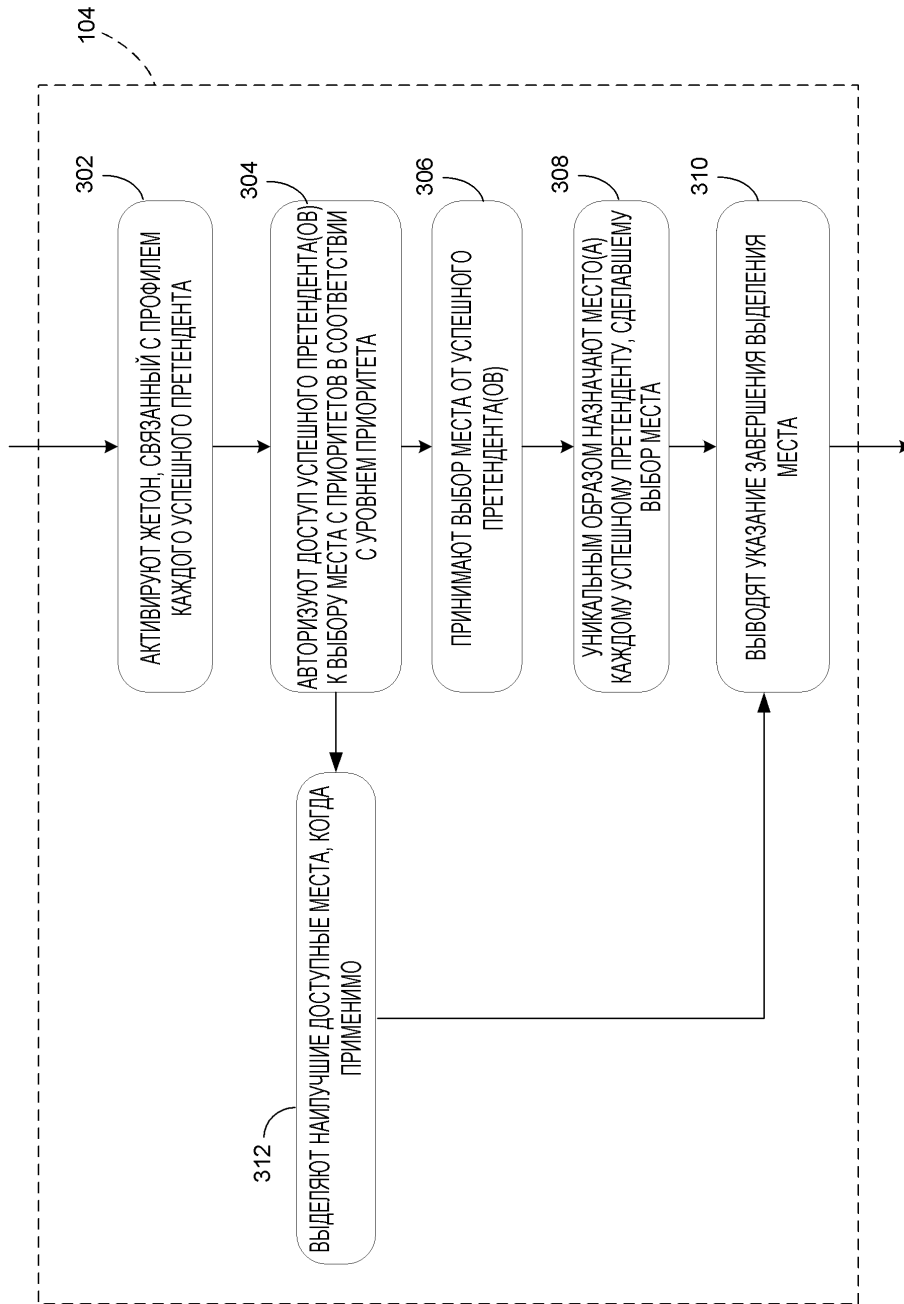 104
302
АКТИВИРУЮТ ЖЕТОН, СВЯЗАННЫЙ С ПРОФИЛЕМ
КАЖДОГО УСПЕШНОГО ПРЕТЕНДЕНТА
304
АВТОРИЗУЮТ ДОСТУП УСПЕШНОГО ПРЕТЕНДЕНТА(ОВ)
К ВЫБОРУ МЕСТА С ПРИОРИТЕТОВ В СООТВЕТСТВИИ
С УРОВНЕМ ПРИОРИТЕТА
306
ПРИНИМАЮТ ВЫБОР МЕСТА ОТ УСПЕШНОГО
ПРЕТЕНДЕНТА(ОВ)
308
УНИКАЛЬНЫМ ОБРАЗОМ НАЗНАЧАЮТ МЕСТО(А)
КАЖДОМУ УСПЕШНОМУ ПРЕТЕНДЕНТУ, СДЕЛАВШЕМУ
ВЫБОР МЕСТА
310
ВЫВОДЯТ УКАЗАНИЕ ЗАВЕРШЕНИЯ ВЫДЕЛЕНИЯ
МЕСТА
312
ВЫДЕЛЯЮТ НАИЛУЧШИЕ ДОСТУПНЫЕ МЕСТА, КОГДА
ПРИМЕНИМО